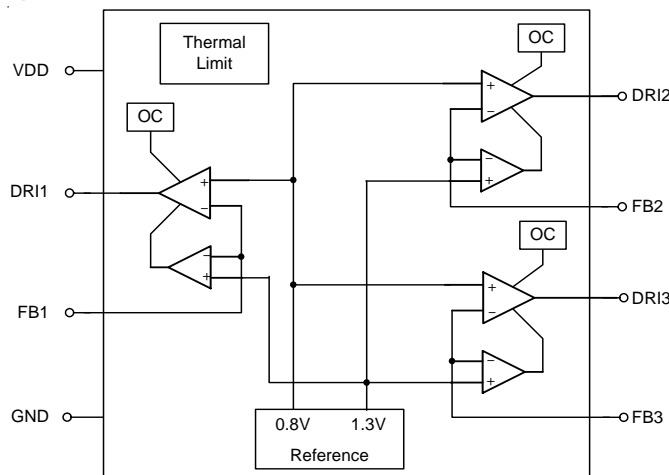 Thermal
Limit
OC
VDD
+
−
DRI2
OC
−
+
DRI1
+
−
FB2
OC
−
+
+
−
DRI3
FB1
−
+
GND
0.8V 1.3V
Reference
FB3